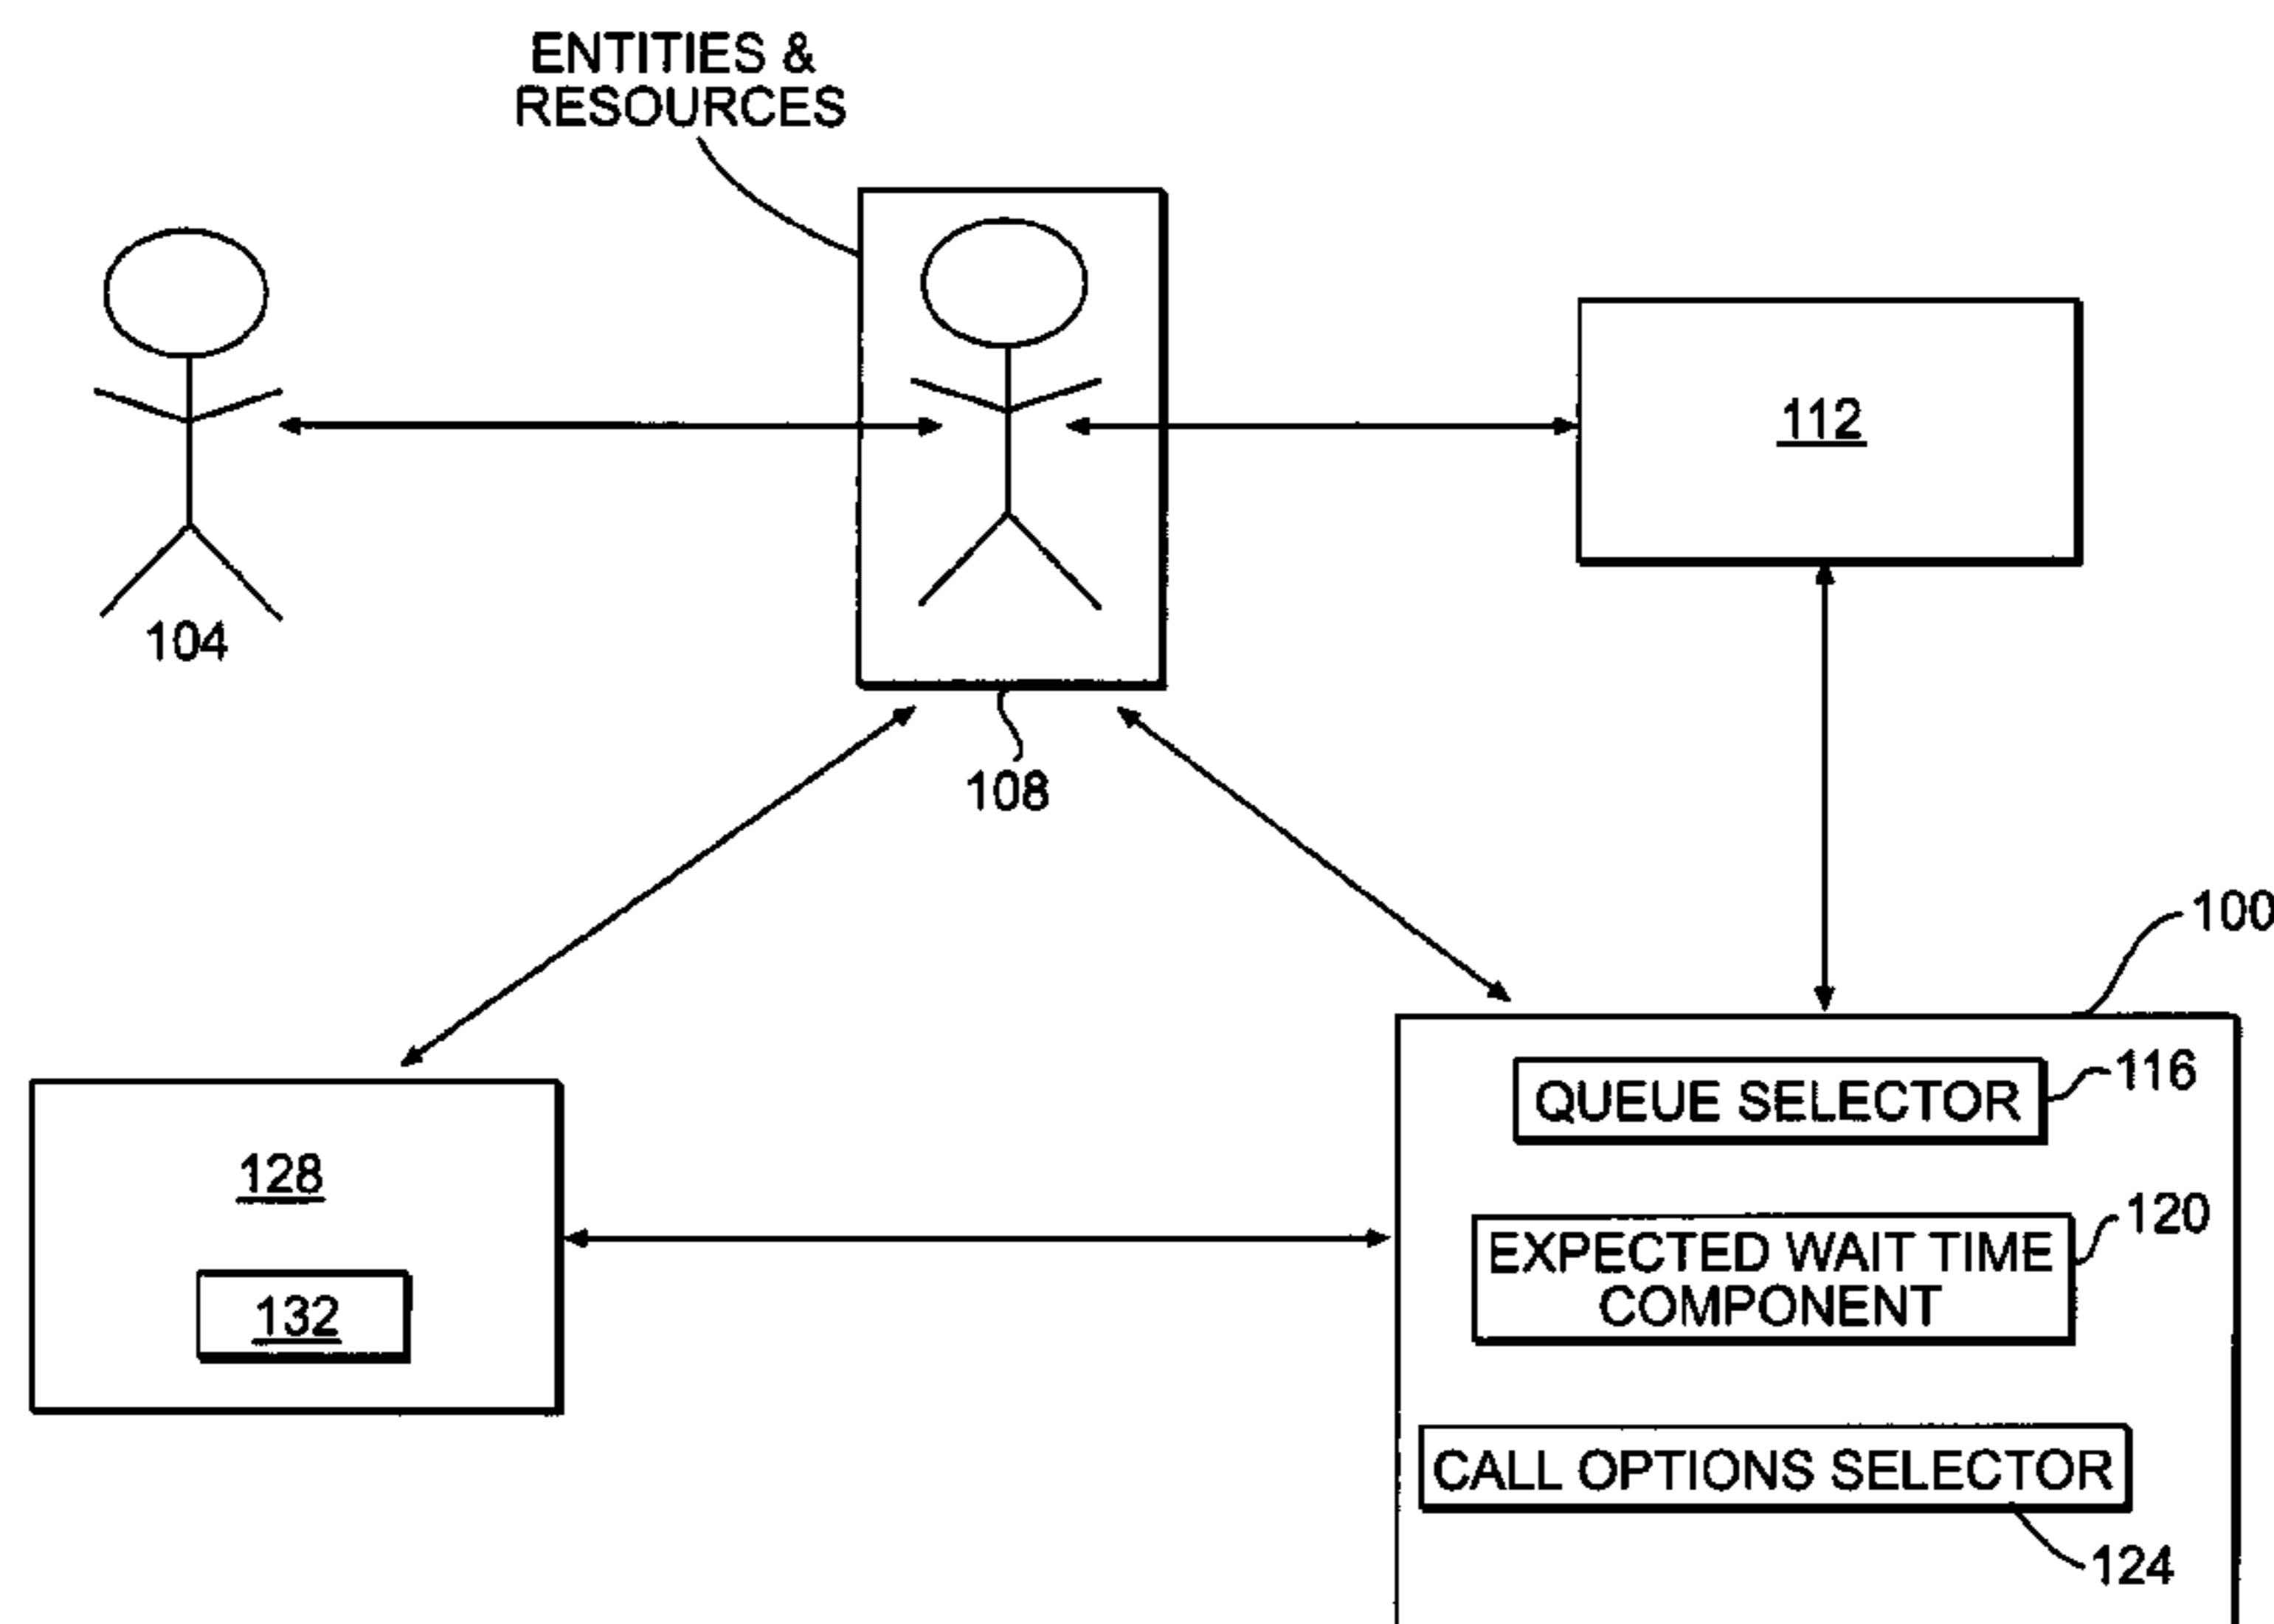 ENTITIES &
RESOURCES
112
104
108
100
QUEUE SELECTOR
116
128
120
EXPECTED WAIT TIME
COMPONENT
132
CALL OPTIONS SELECTOR
124